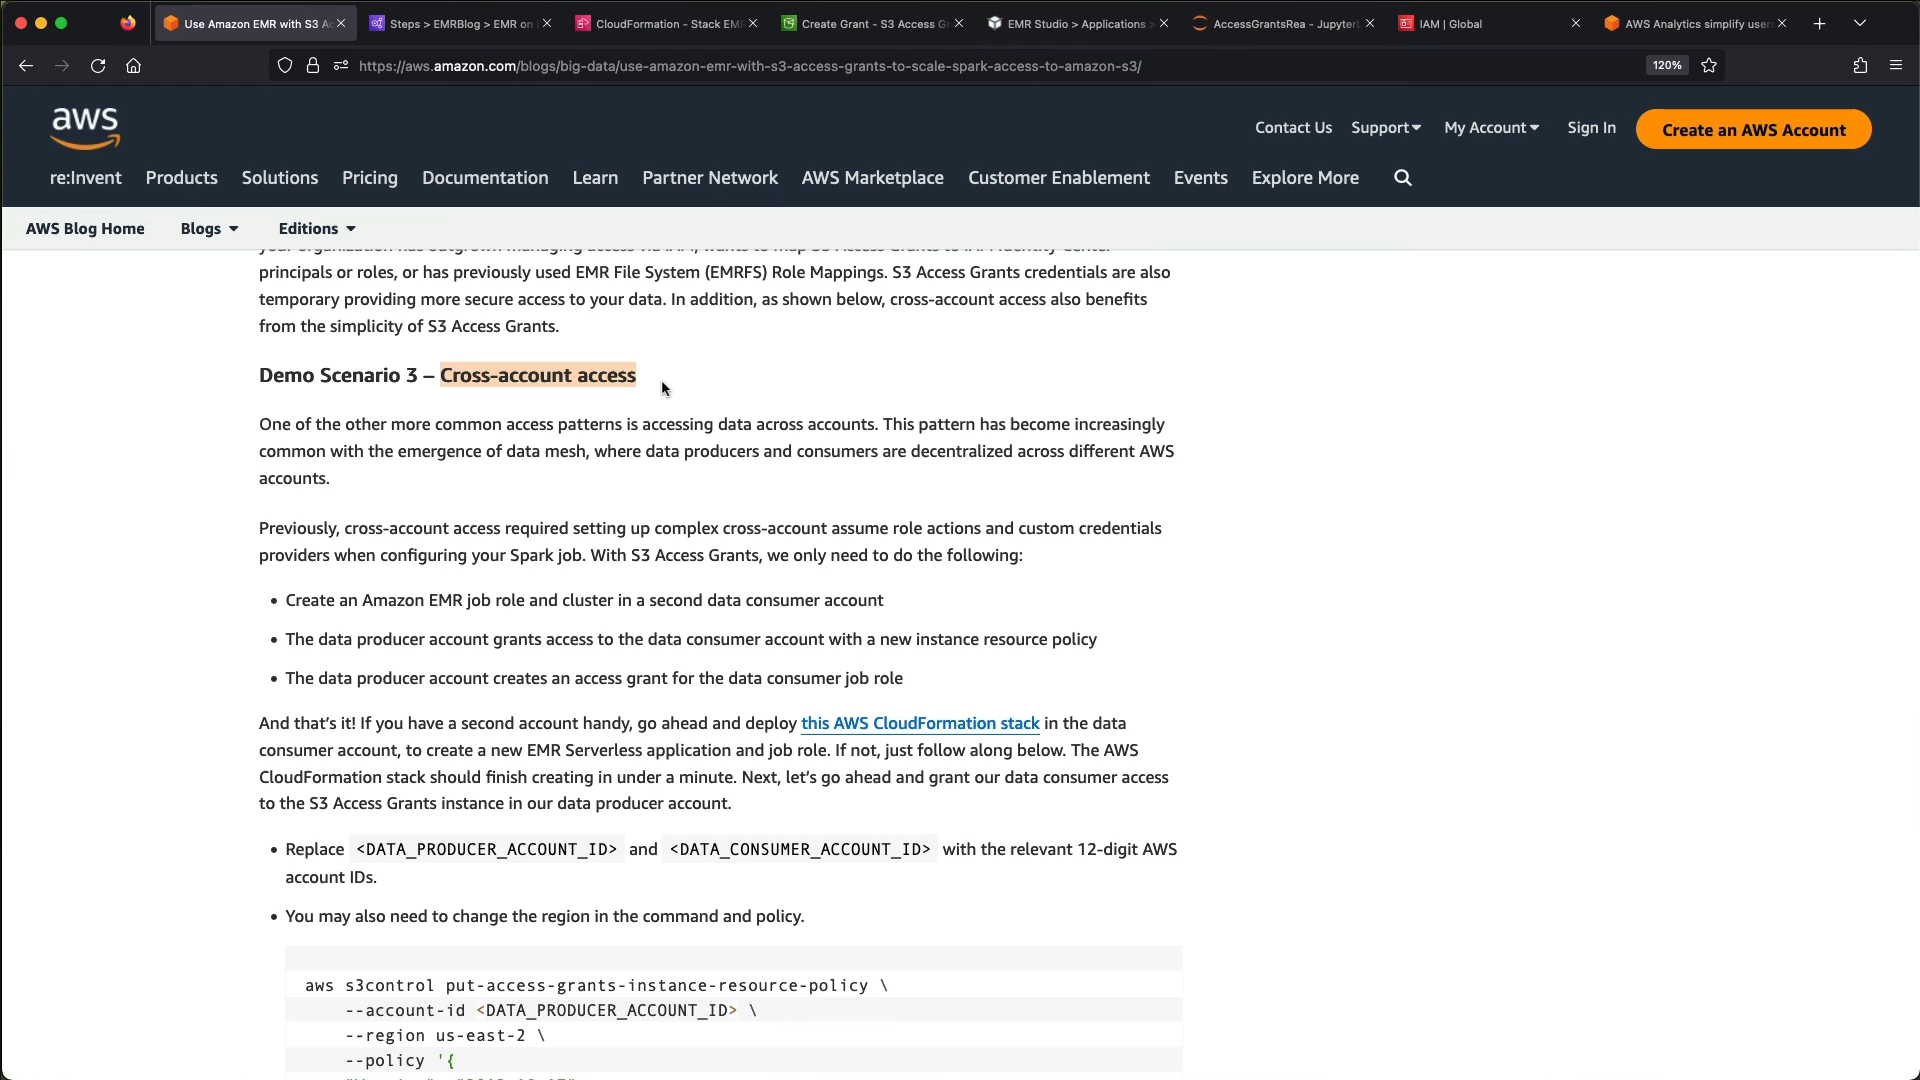 Use Amazon EMR with S3 Ac
Steps > EMRBlog > EMR on
CloudFormation - Stack EM
Create Grant - S3 Access G
EMR Studio > Applications >
AccessGrantsRea - Jupyter
IAM | Global
AWS Analytics simplify user
https://aws.amazon.com/blogs/big-data/use-amazon-emr-with-s3-access-grants-to-scale-spark-access-to-amazon-s3/
120%
aws
Contact Us
Support
My Account
Sign In
Create an AWS Account
re:Invent
Products
Solutions
Pricing
Documentation
Learn
Partner Network
AWS Marketplace
Customer Enablement
Events
Explore More
AWS Blog Home
Blogs
Editions
principals or roles, or has previously used EMR File System (EMRFS) Role Mappings. S3 Access Grants credentials are also
temporary providing more secure access to your data. In addition, as shown below, cross-account access also benefits
from the simplicity of S3 Access Grants.
Demo Scenario 3 – Cross-account access
One of the other more common access patterns is accessing data across accounts. This pattern has become increasingly
common with the emergence of data mesh, where data producers and consumers are decentralized across different AWS
accounts.
Previously, cross-account access required setting up complex cross-account assume role actions and custom credentials
providers when configuring your Spark job. With S3 Access Grants, we only need to do the following:
• Create an Amazon EMR job role and cluster in a second data consumer account
• The data producer account grants access to the data consumer account with a new instance resource policy
• The data producer account creates an access grant for the data consumer job role
And that's it! If you have a second account handy, go ahead and deploy this AWS CloudFormation stack in the data
consumer account, to create a new EMR Serverless application and job role. If not, just follow along below. The AWS
CloudFormation stack should finish creating in under a minute. Next, let's go ahead and grant our data consumer access
to the S3 Access Grants instance in our data producer account.
• Replace <DATA_PRODUCER_ACCOUNT_ID> and <DATA_CONSUMER_ACCOUNT_ID> with the relevant 12-digit AWS
account IDs.
• You may also need to change the region in the command and policy.
aws s3control put-access-grants-instance-resource-policy \
--account-id <DATA_PRODUCER_ACCOUNT_ID> \
--region us-east-2 \
--policy '{